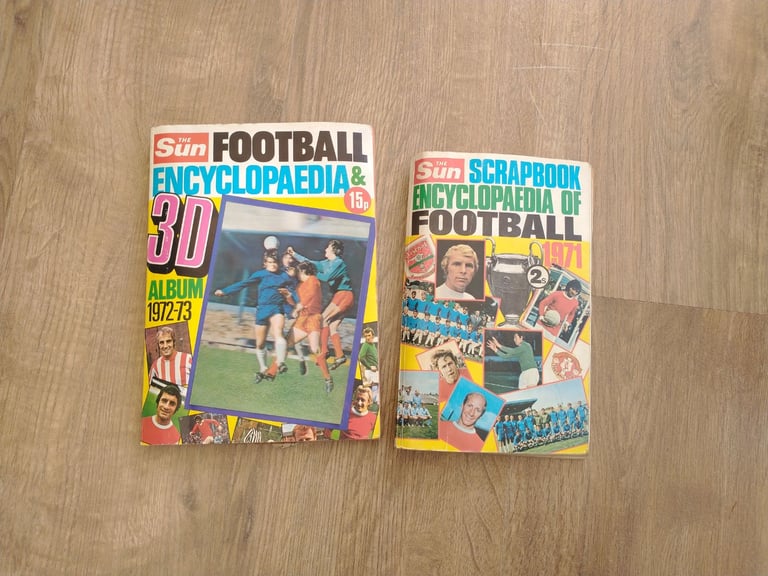 THE
Sun FOOTBALL
ENCYCLOPAEDIA &
15p
3D
ALBUM
1972-73
THE
Sun SCRAPBOOK
ENCYCLOPAEDIA OF
FOOTBALL
1971